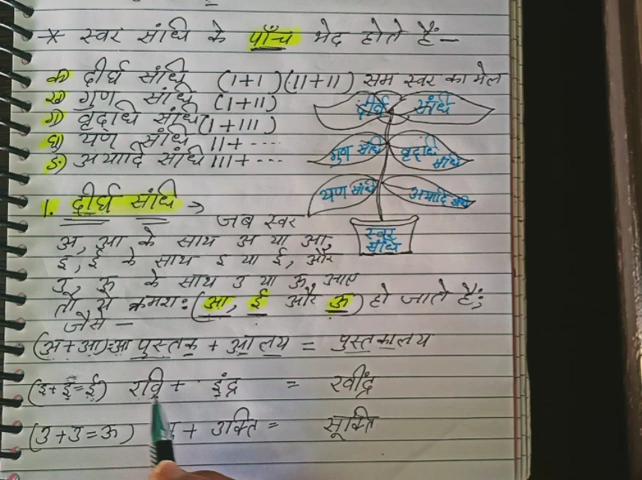 * स्वर संधि के पाँच भेद होते हैं—
क) दीर्घ संधि (I+I) (II+II) सम स्वर का मेल
ख) गुण संधि (I+II)
ग) वृद्धि संधि (I+III)
घ) यण संधि II+---
ङ) अयादि संधि III+---
दीर्घ संधि
गुण संधि वृद्धि संधि
यण संधि अयादि संधि
स्वर संधि
1. दीर्घ संधि → जब स्वर
अ, आ के साथ अ या आ,
इ, ई के साथ इ या ई, और
उ, ऊ के साथ उ या ऊ आए
तो ये क्रमश: (आ, ई और ऊ) हो जाते हैं;
जैसे —
(अ+आ)=आ पुस्तक + आलय = पुस्तकालय
(इ+इ=ई) रवि + इंद्र = रवींद्र
(उ+उ=ऊ) + उक्ति = सूक्ति